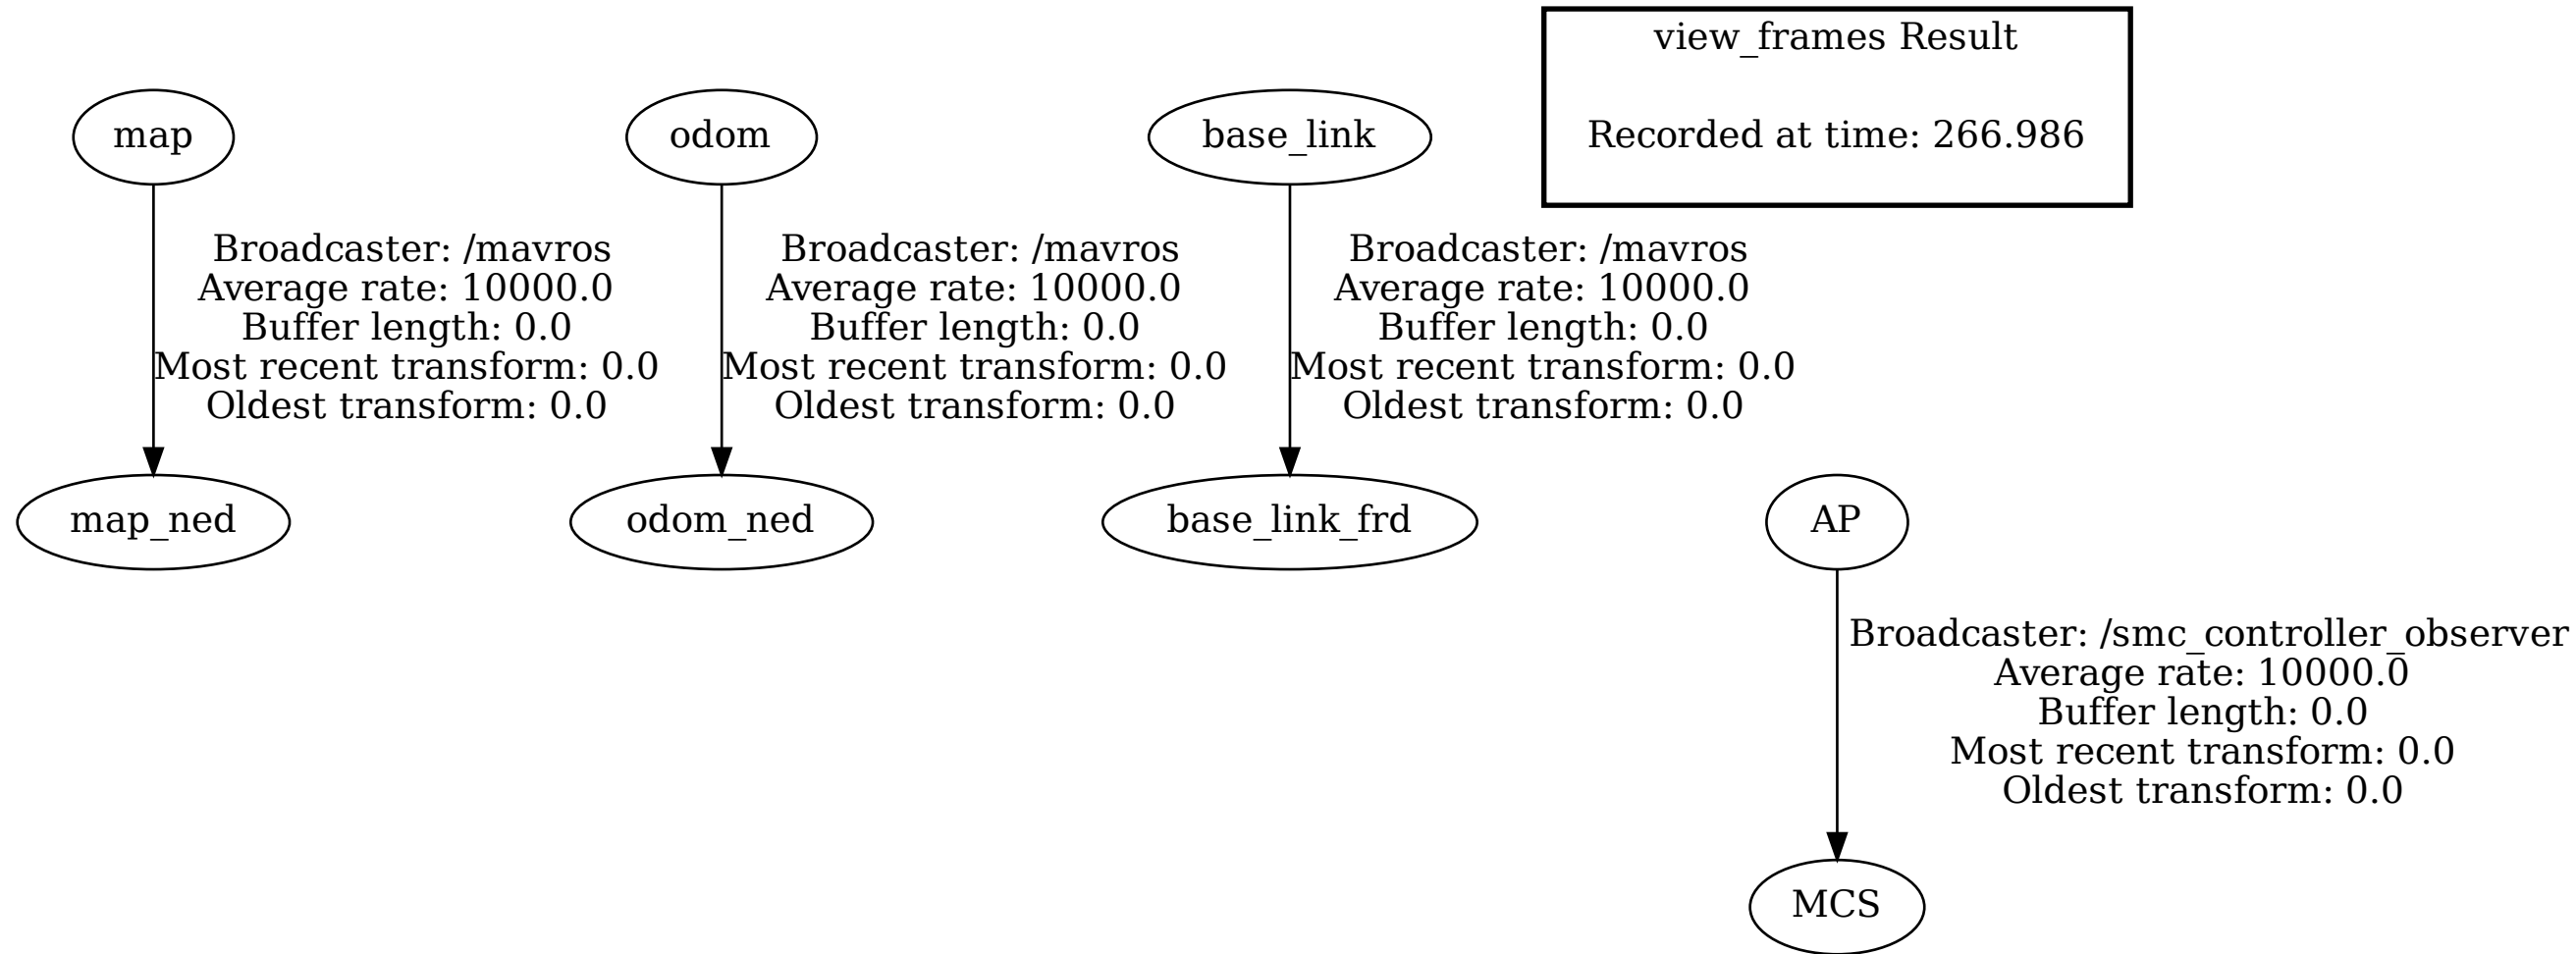 view_frames Result
Recorded at time: 266.986
map
odom
base_link
Broadcaster: /mavros
Average rate: 10000.0
Buffer length: 0.0
Most recent transform: 0.0
Oldest transform: 0.0
Broadcaster: /mavros
Average rate: 10000.0
Buffer length: 0.0
Most recent transform: 0.0
Oldest transform: 0.0
Broadcaster: /mavros
Average rate: 10000.0
Buffer length: 0.0
Most recent transform: 0.0
Oldest transform: 0.0
map_ned
odom_ned
base_link_frd
AP
Broadcaster: /smc_controller_observer
Average rate: 10000.0
Buffer length: 0.0
Most recent transform: 0.0
Oldest transform: 0.0
MCS